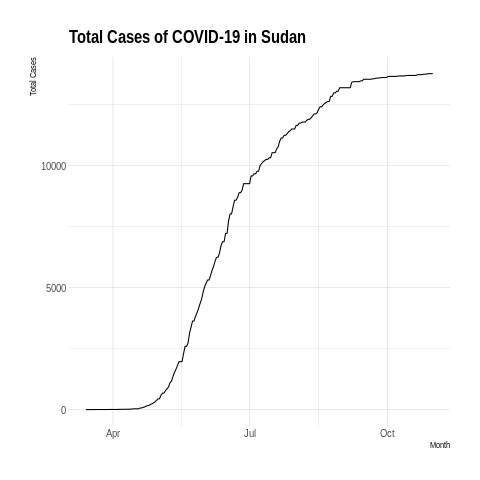 Total Cases of COVID-19 in Sudan
Total Cases
10000
5000
0
Apr
Jul
Oct
Month